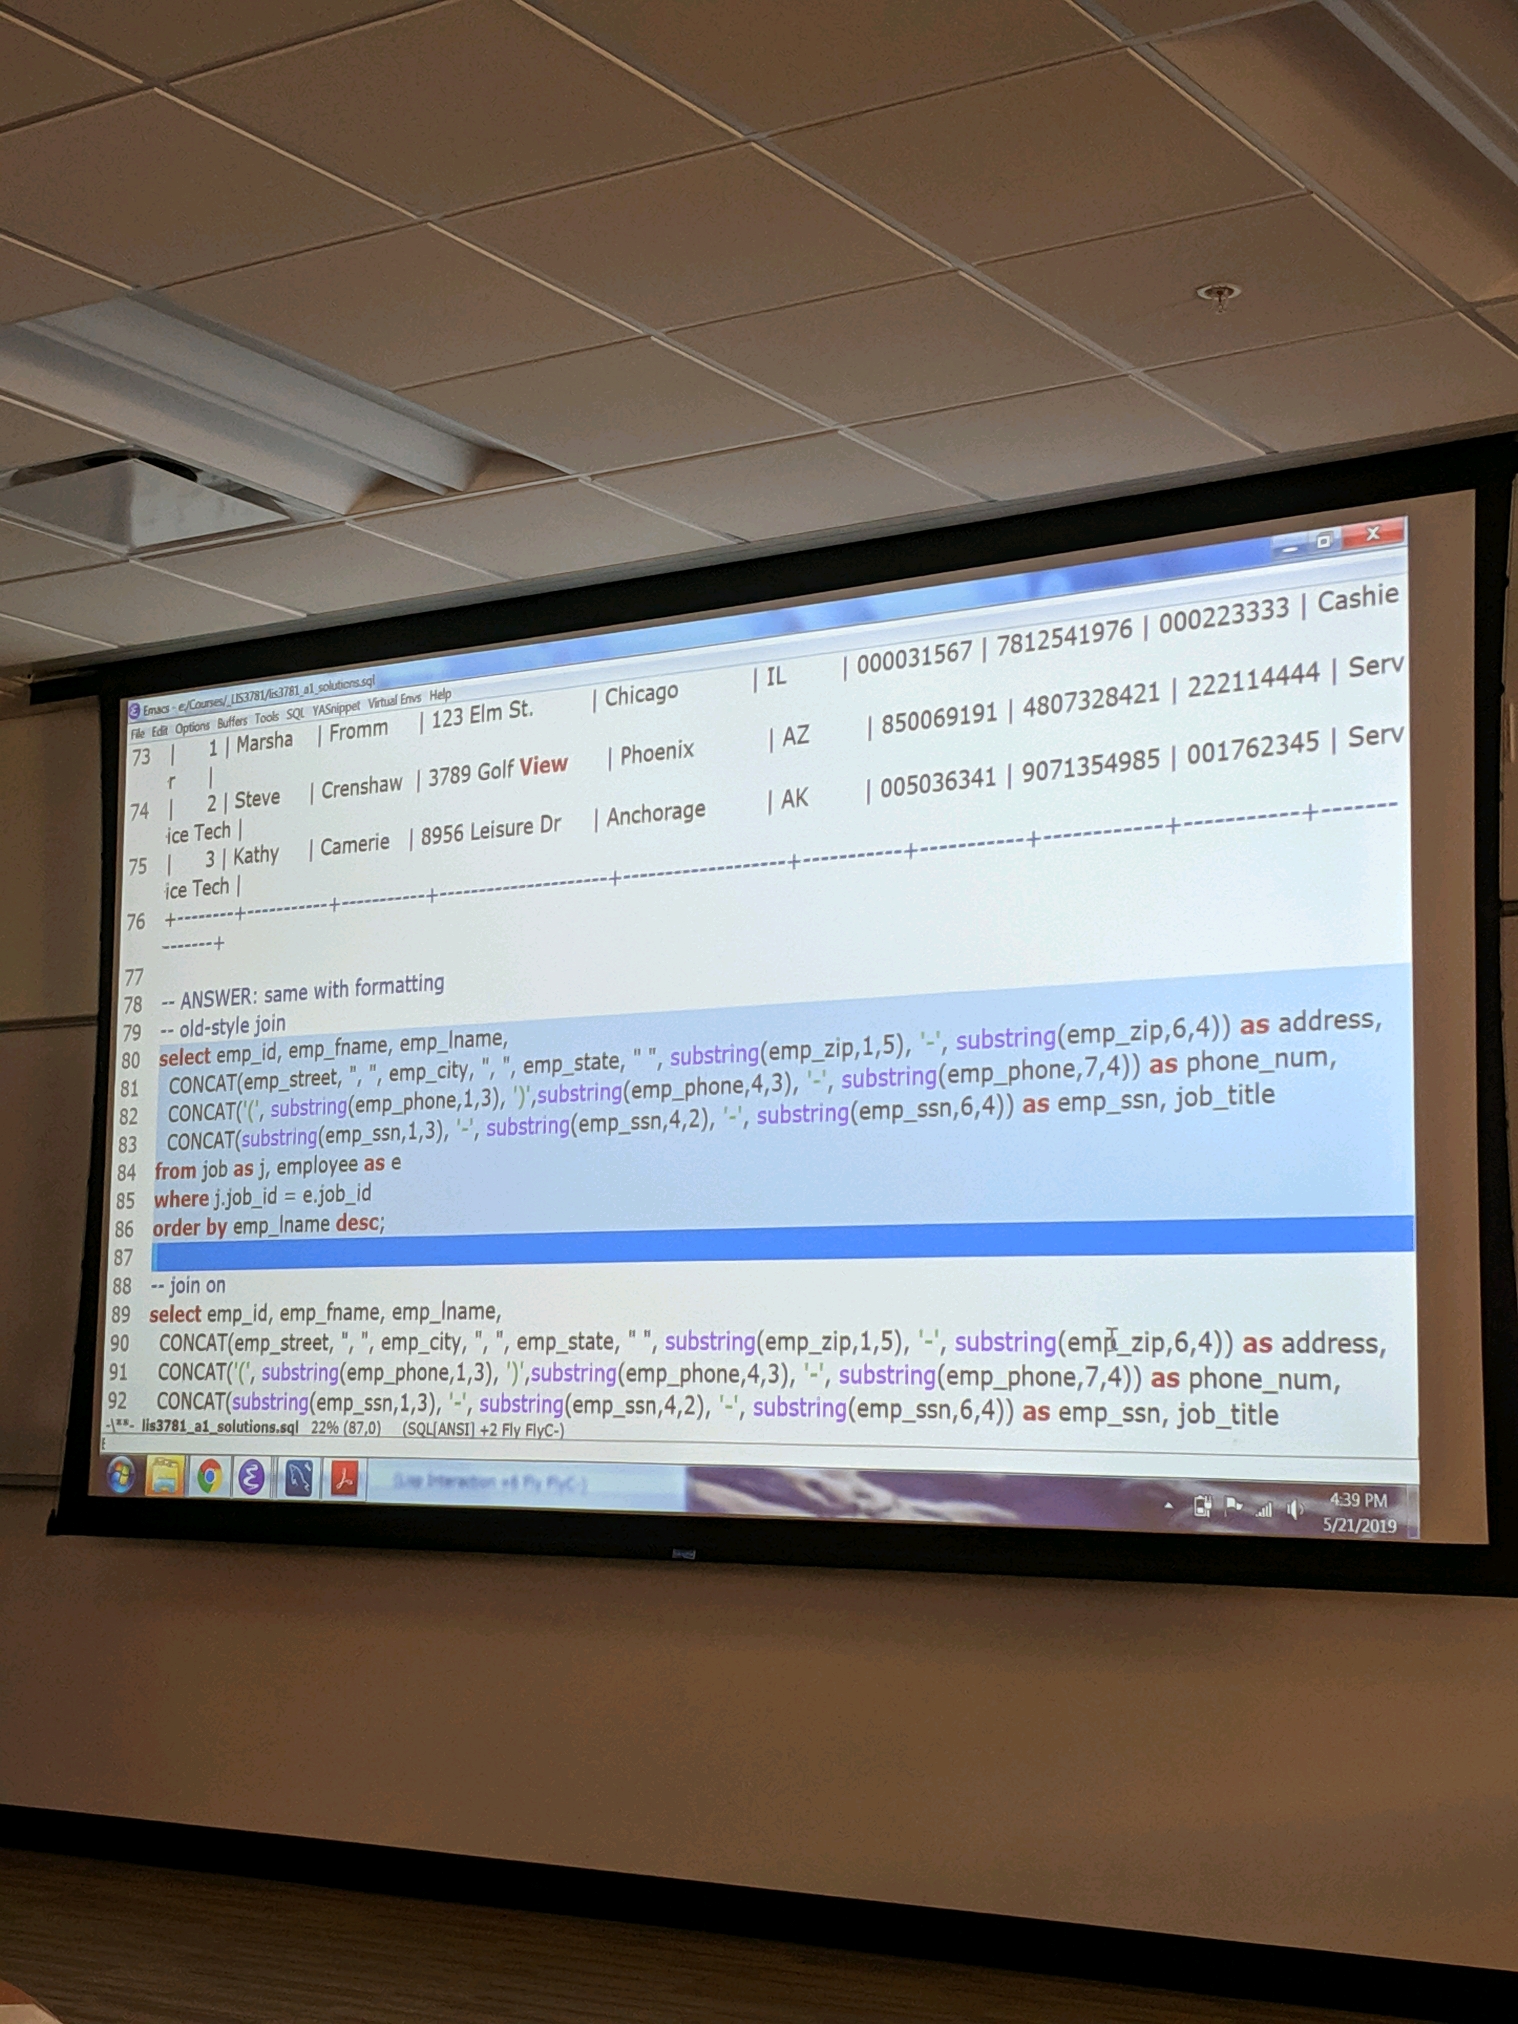 Emacs - e:/Courses/_LIS3781/lis3781_a1_solutions.sql
File Edit Options Buffers Tools SQL YASnippet Virtual Envs Help
73 | 1 | Marsha | Fromm | 123 Elm St. | Chicago | IL | 000031567 | 7812541976 | 000223333 | Cashie
r |
74 | 2 | Steve | Crenshaw | 3789 Golf View | Phoenix | AZ | 850069191 | 4807328421 | 222114444 | Serv
ice Tech |
75 | 3 | Kathy | Camerie | 8956 Leisure Dr | Anchorage | AK | 005036341 | 9071354985 | 001762345 | Serv
ice Tech |
76 +--------+-----------+----------+--------------------+--------------------+-----------+------------+-----------+-------
-------+
77
78 -- ANSWER: same with formatting
79 -- old-style join
80 select emp_id, emp_fname, emp_lname,
81 CONCAT(emp_street, ", ", emp_city, ", ", emp_state, " ", substring(emp_zip,1,5), '-', substring(emp_zip,6,4)) as address,
82 CONCAT('(', substring(emp_phone,1,3), ')',substring(emp_phone,4,3), '-', substring(emp_phone,7,4)) as phone_num,
83 CONCAT(substring(emp_ssn,1,3), '-', substring(emp_ssn,4,2), '-', substring(emp_ssn,6,4)) as emp_ssn, job_title
84 from job as j, employee as e
85 where j.job_id = e.job_id
86 order by emp_lname desc;
87
88 -- join on
89 select emp_id, emp_fname, emp_lname,
90 CONCAT(emp_street, ", ", emp_city, ", ", emp_state, " ", substring(emp_zip,1,5), '-', substring(emp_zip,6,4)) as address,
91 CONCAT('(', substring(emp_phone,1,3), ')',substring(emp_phone,4,3), '-', substring(emp_phone,7,4)) as phone_num,
92 CONCAT(substring(emp_ssn,1,3), '-', substring(emp_ssn,4,2), '-', substring(emp_ssn,6,4)) as emp_ssn, job_title
-\**- lis3781_a1_solutions.sql 22% (87,0) (SQL[ANSI] +2 Fly FlyC-)
4:39 PM
5/21/2019